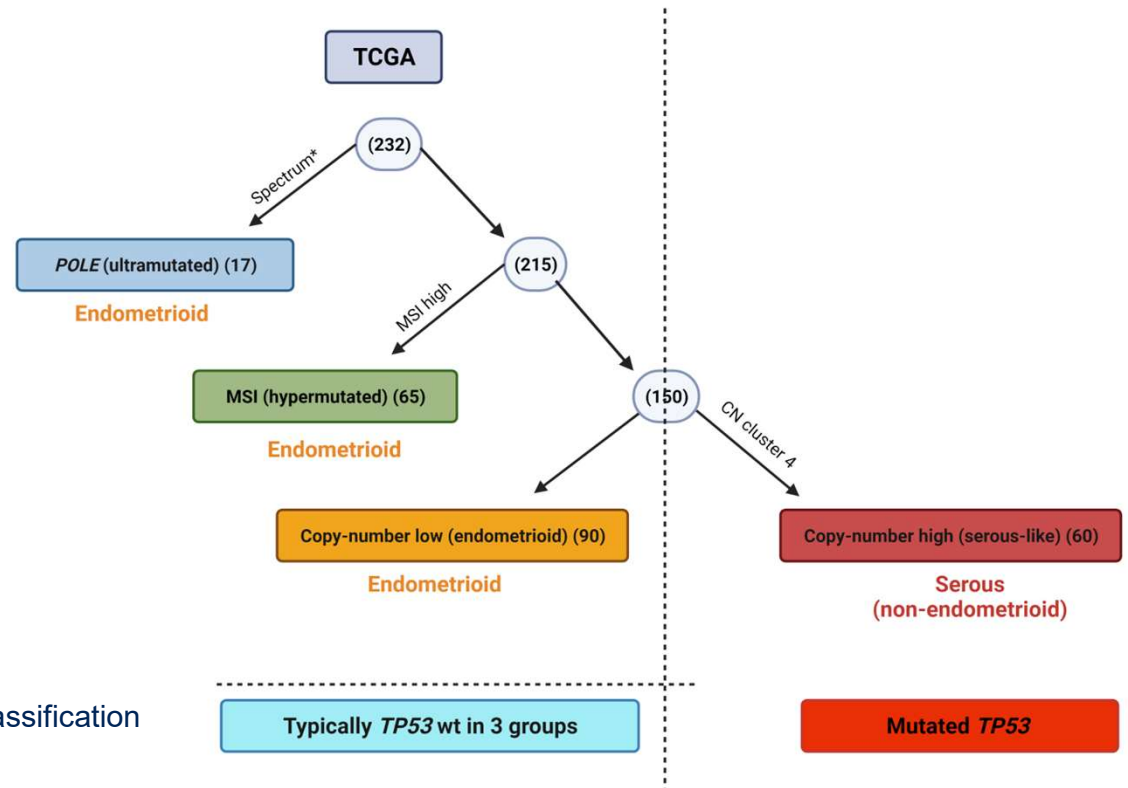 TCGA
(232)
Spectrum*
POLE (ultramutated) (17)
Endometrioid
(215)
MSI high
MSI (hypermutated) (65)
Endometrioid
(150)
CN cluster 4
Copy-number low (endometrioid) (90)
Endometrioid
Copy-number high (serous-like) (60)
Serous
(non-endometrioid)
assification
Typically TP53 wt in 3 groups
Mutated TP53